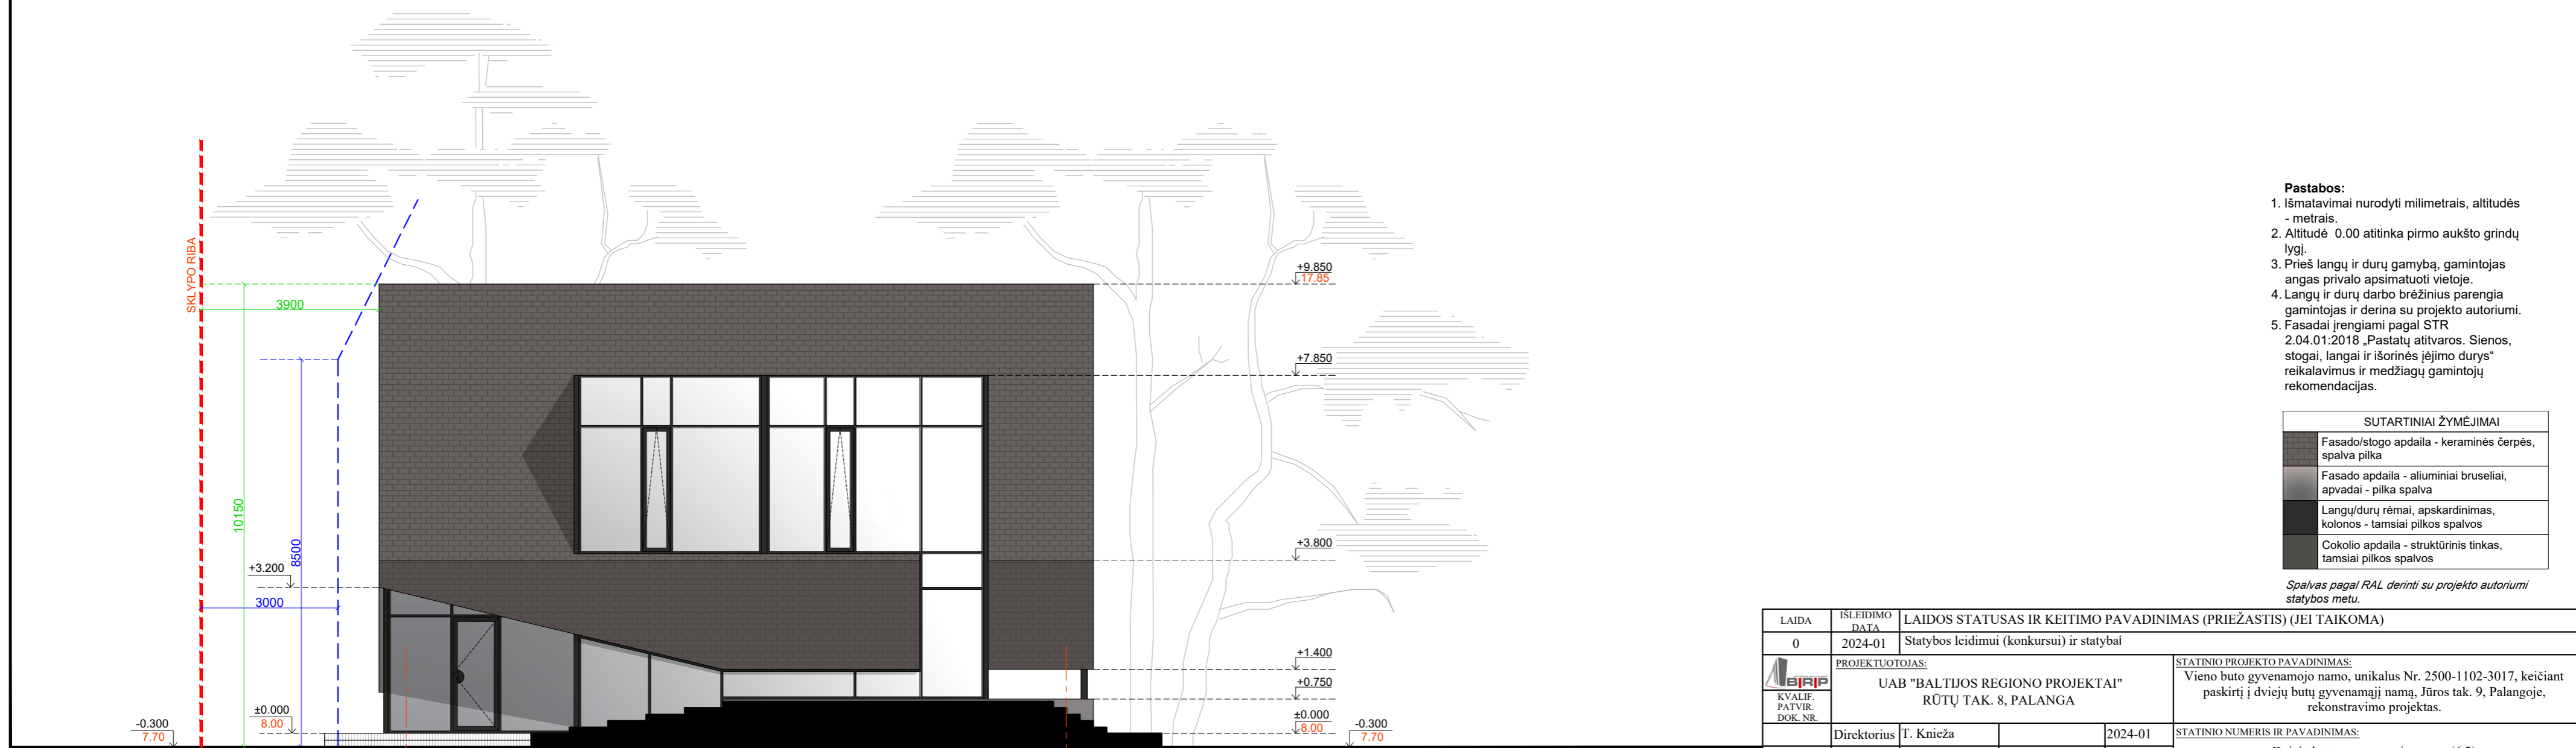 SKLYPO RIBA
3900
10150
8500
3000
+3.200
±0.000
8.00
-0.300
7.70
+9.850
17.85
+7.850
+3.800
+1.400
+0.750
±0.000
8.00
-0.300
7.70
Pastabos:
1. Išmatavimai nurodyti milimetrais, altitudės
- metrais.
2. Altitudė 0.00 atitinka pirmo aukšto grindų
lygį.
3. Prieš langų ir durų gamybą, gamintojas
angas privalo apsimatuoti vietoje.
4. Langų ir durų darbo brėžinius parengia
gamintojas ir derina su projekto autoriumi.
5. Fasadai įrengiami pagal STR
2.04.01:2018 „Pastatų atitvaros. Sienos,
stogai, langai ir išorinės įėjimo durys“
reikalavimus ir medžiagų gamintojų
rekomendacijas.
SUTARTINIAI ŽYMĖJIMAI
Fasado/stogo apdaila - keraminės čerpės,
spalva pilka
Fasado apdaila - aliuminiai bruseliai,
apvadai - pilka spalva
Langų/durų rėmai, apskardinimas,
kolonos - tamsiai pilkos spalvos
Cokolio apdaila - struktūrinis tinkas,
tamsiai pilkos spalvos
Spalvas pagal RAL derinti su projekto autoriumi
statybos metu.
LAIDA
IŠLEIDIMO
DATA
LAIDOS STATUSAS IR KEITIMO PAVADINIMAS (PRIEŽASTIS) (JEI TAIKOMA)
0
2024-01
Statybos leidimui (konkursui) ir statybai
BRP
KVALIF.
PATVIR.
DOK. NR.
PROJEKTUOTOJAS:
UAB "BALTIJOS REGIONO PROJEKTAI"
RŪTŲ TAK. 8, PALANGA
STATINIO PROJEKTO PAVADINIMAS:
Vieno buto gyvenamojo namo, unikalus Nr. 2500-1102-3017, keičiant
paskirtį į dviejų butų gyvenamąjį namą, Jūros tak. 9, Palangoje,
rekonstravimo projektas.
Direktorius
T. Knieža
2024-01
STATINIO NUMERIS IR PAVADINIMAS: